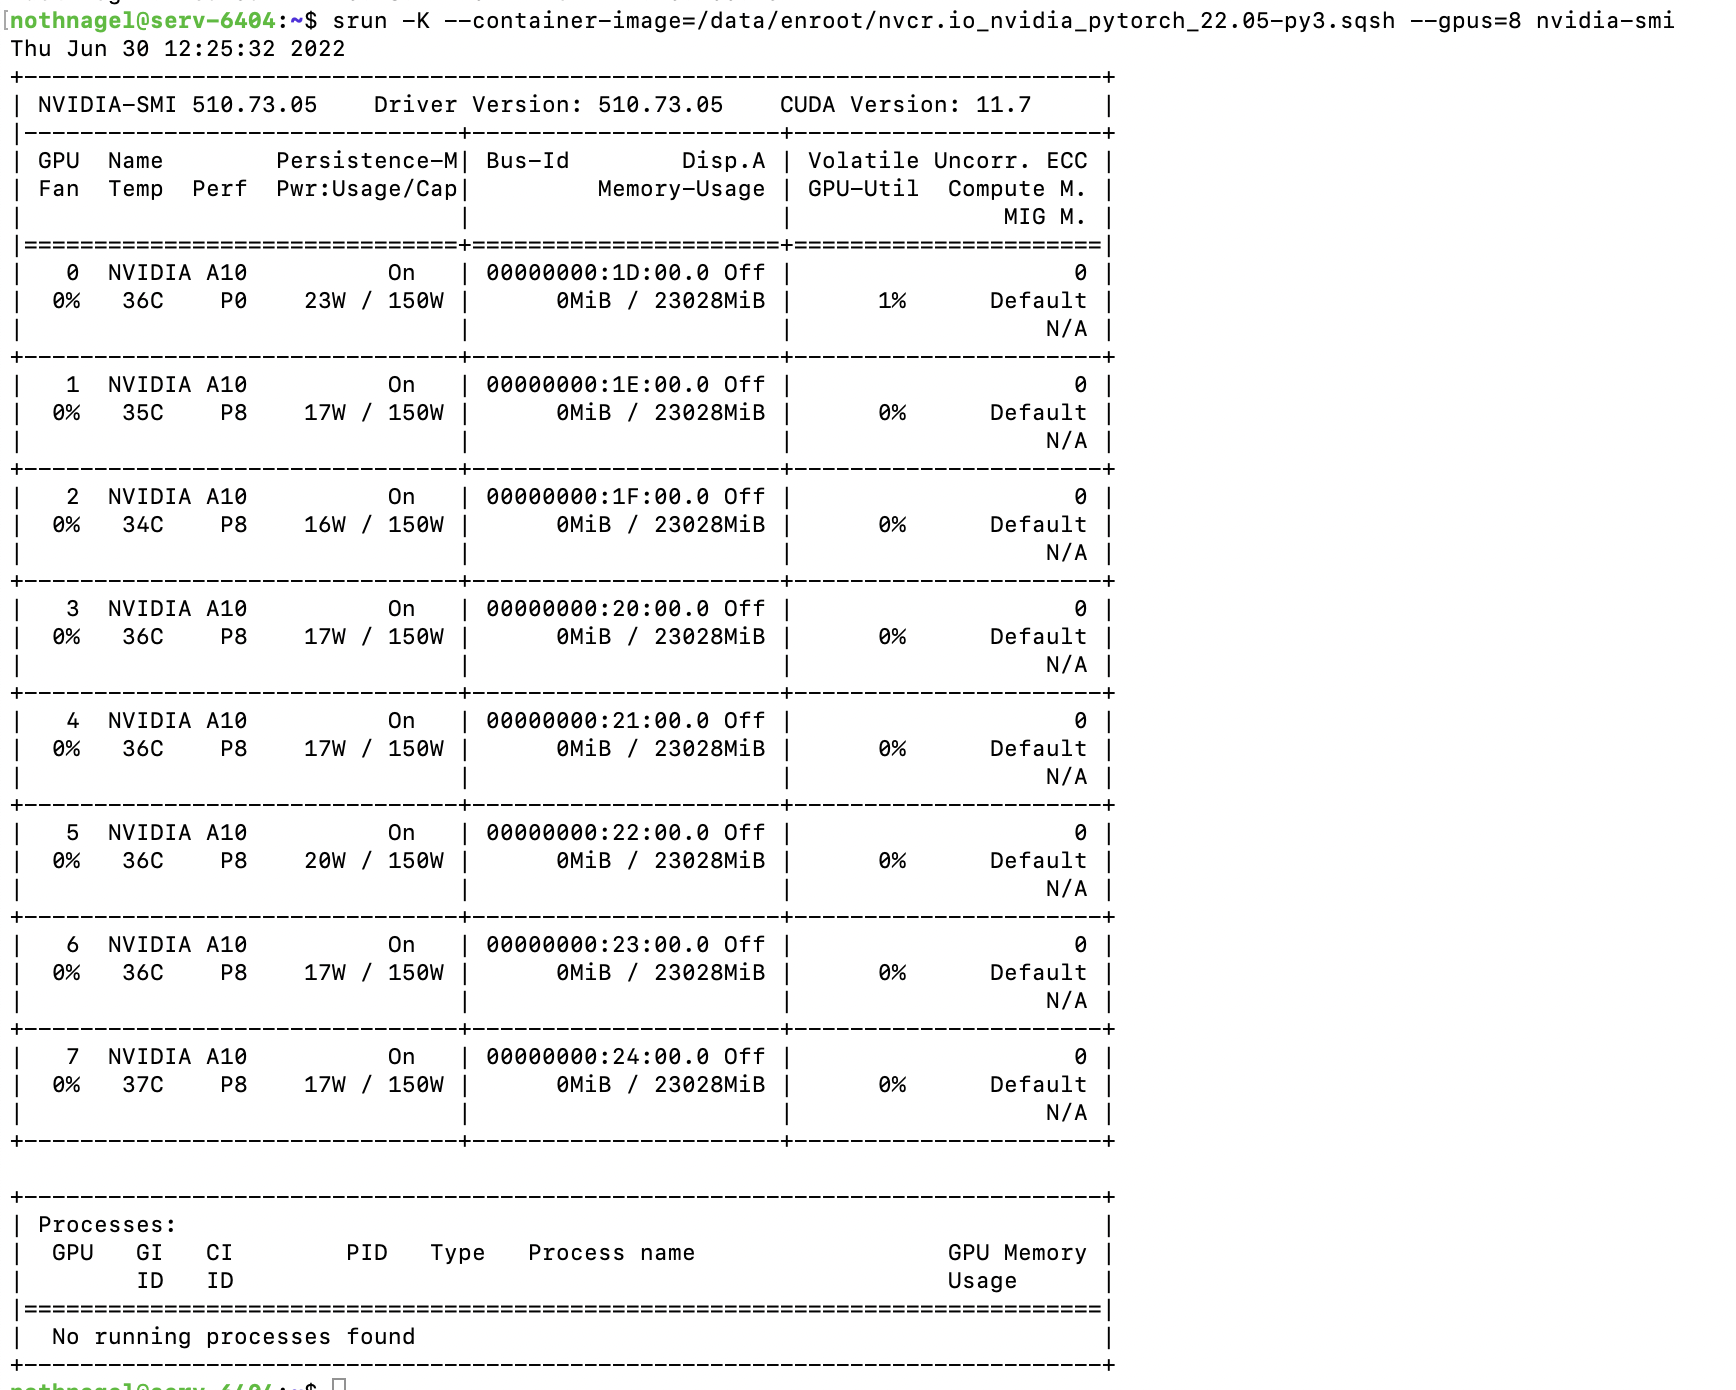 nothnagel@serv-6404:~$ srun -K --container-image=/data/enroot/nvcr.io_nvidia_pytorch_22.05-py3.sqsh --gpus=8 nvidia-smi
Thu Jun 30 12:25:32 2022
+-----------------------------------------------------------------------------+
| NVIDIA-SMI 510.73.05    Driver Version: 510.73.05    CUDA Version: 11.7     |
|-------------------------------+----------------------+----------------------+
| GPU  Name        Persistence-M| Bus-Id        Disp.A | Volatile Uncorr. ECC |
| Fan  Temp  Perf  Pwr:Usage/Cap|         Memory-Usage | GPU-Util  Compute M. |
|                               |                      |               MIG M. |
|===============================+======================+======================|
|   0  NVIDIA A10          On   | 00000000:1D:00.0 Off |                    0 |
|  0%   36C    P0    23W / 150W |      0MiB / 23028MiB |      1%      Default |
|                               |                      |                  N/A |
+-------------------------------+----------------------+----------------------+
|   1  NVIDIA A10          On   | 00000000:1E:00.0 Off |                    0 |
|  0%   35C    P8    17W / 150W |      0MiB / 23028MiB |      0%      Default |
|                               |                      |                  N/A |
+-------------------------------+----------------------+----------------------+
|   2  NVIDIA A10          On   | 00000000:1F:00.0 Off |                    0 |
|  0%   34C    P8    16W / 150W |      0MiB / 23028MiB |      0%      Default |
|                               |                      |                  N/A |
+-------------------------------+----------------------+----------------------+
|   3  NVIDIA A10          On   | 00000000:20:00.0 Off |                    0 |
|  0%   36C    P8    17W / 150W |      0MiB / 23028MiB |      0%      Default |
|                               |                      |                  N/A |
+-------------------------------+----------------------+----------------------+
|   4  NVIDIA A10          On   | 00000000:21:00.0 Off |                    0 |
|  0%   36C    P8    17W / 150W |      0MiB / 23028MiB |      0%      Default |
|                               |                      |                  N/A |
+-------------------------------+----------------------+----------------------+
|   5  NVIDIA A10          On   | 00000000:22:00.0 Off |                    0 |
|  0%   36C    P8    20W / 150W |      0MiB / 23028MiB |      0%      Default |
|                               |                      |                  N/A |
+-------------------------------+----------------------+----------------------+
|   6  NVIDIA A10          On   | 00000000:23:00.0 Off |                    0 |
|  0%   36C    P8    17W / 150W |      0MiB / 23028MiB |      0%      Default |
|                               |                      |                  N/A |
+-------------------------------+----------------------+----------------------+
|   7  NVIDIA A10          On   | 00000000:24:00.0 Off |                    0 |
|  0%   37C    P8    17W / 150W |      0MiB / 23028MiB |      0%      Default |
|                               |                      |                  N/A |
+-------------------------------+----------------------+----------------------+

+-----------------------------------------------------------------------------+
| Processes:                                                                  |
|  GPU   GI   CI        PID   Type   Process name                  GPU Memory |
|        ID   ID                                                   Usage      |
|=============================================================================|
|  No running processes found                                                 |
+-----------------------------------------------------------------------------+
nothnagel@serv-6404:~$